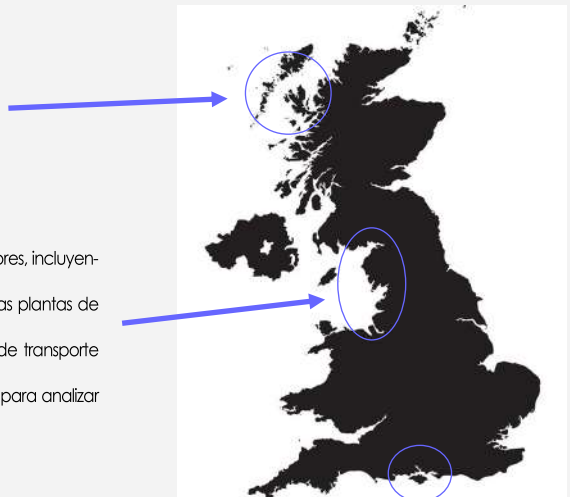 ores, incluyen-
as plantas de
de transporte
para analizar